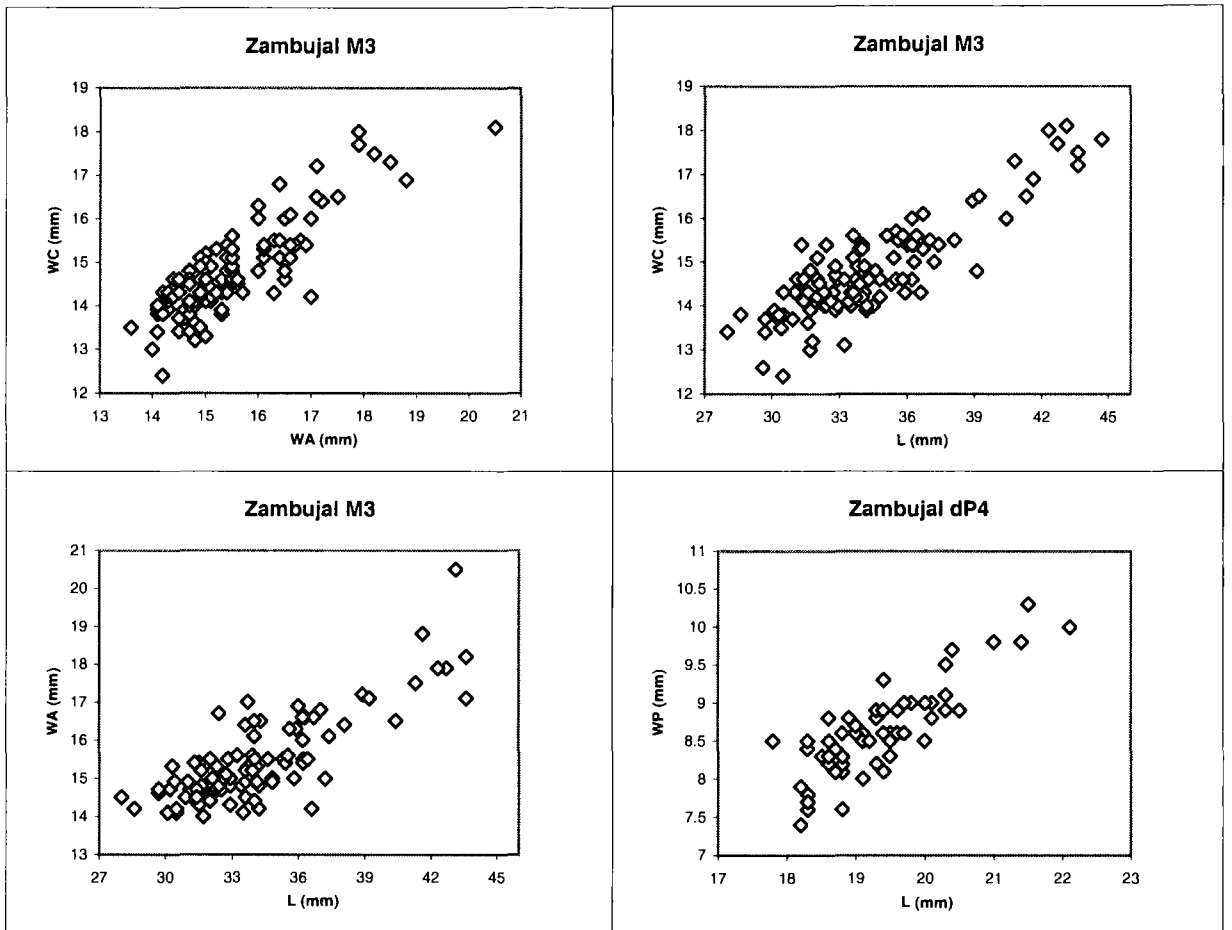 Zambujal M3
19
18
17
16
15
14
13
12
WC (mm)
13 14 15 16 17 18 19 20 21
WA (mm)
Zambujal M3
19
18
17
16
15
14
13
12
WC (mm)
27 30 33 36 39 42 45
L (mm)
Zambujal M3
21
20
19
18
17
16
15
14
13
WA (mm)
27 30 33 36 39 42 45
L (mm)
Zambujal dP4
11
10.5
10
9.5
9
8.5
8
7.5
7
WP (mm)
17 18 19 20 21 22 23
L (mm)